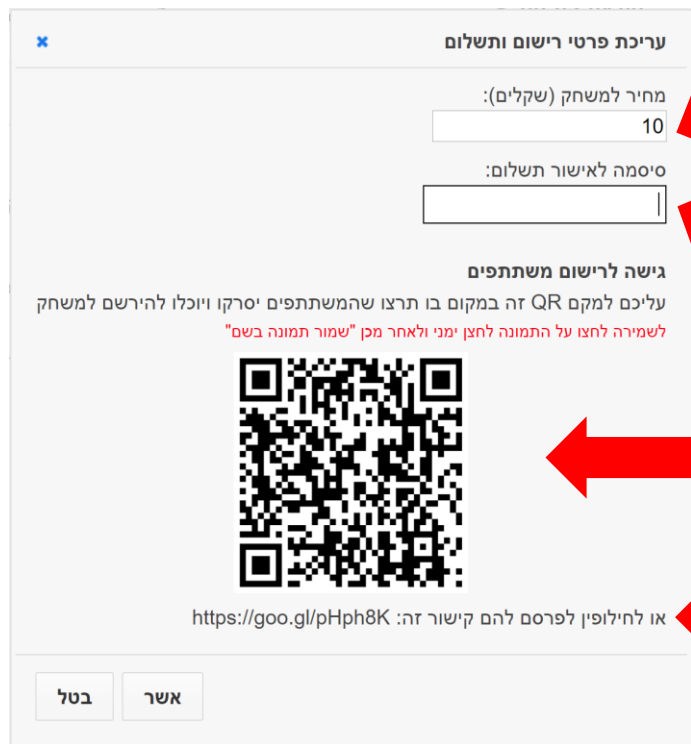 עריכת פרטי רישום ותשלום
מחיר למשחק (שקלים):
10
סיסמה לאישור תשלום:
גישה לרישום משתתפים
עליכם למקם QR זה במקום בו תרצו שהמשתתפים יסרקו ויוכלו להירשם למשחק
לשמירה לחצו על התמונה לחצן ימני ולאחר מכן "שמור תמונה בשם"
או לחילופין לפרסם להם קישור זה: https://goo.gl/pHph8K
אשר
בטל